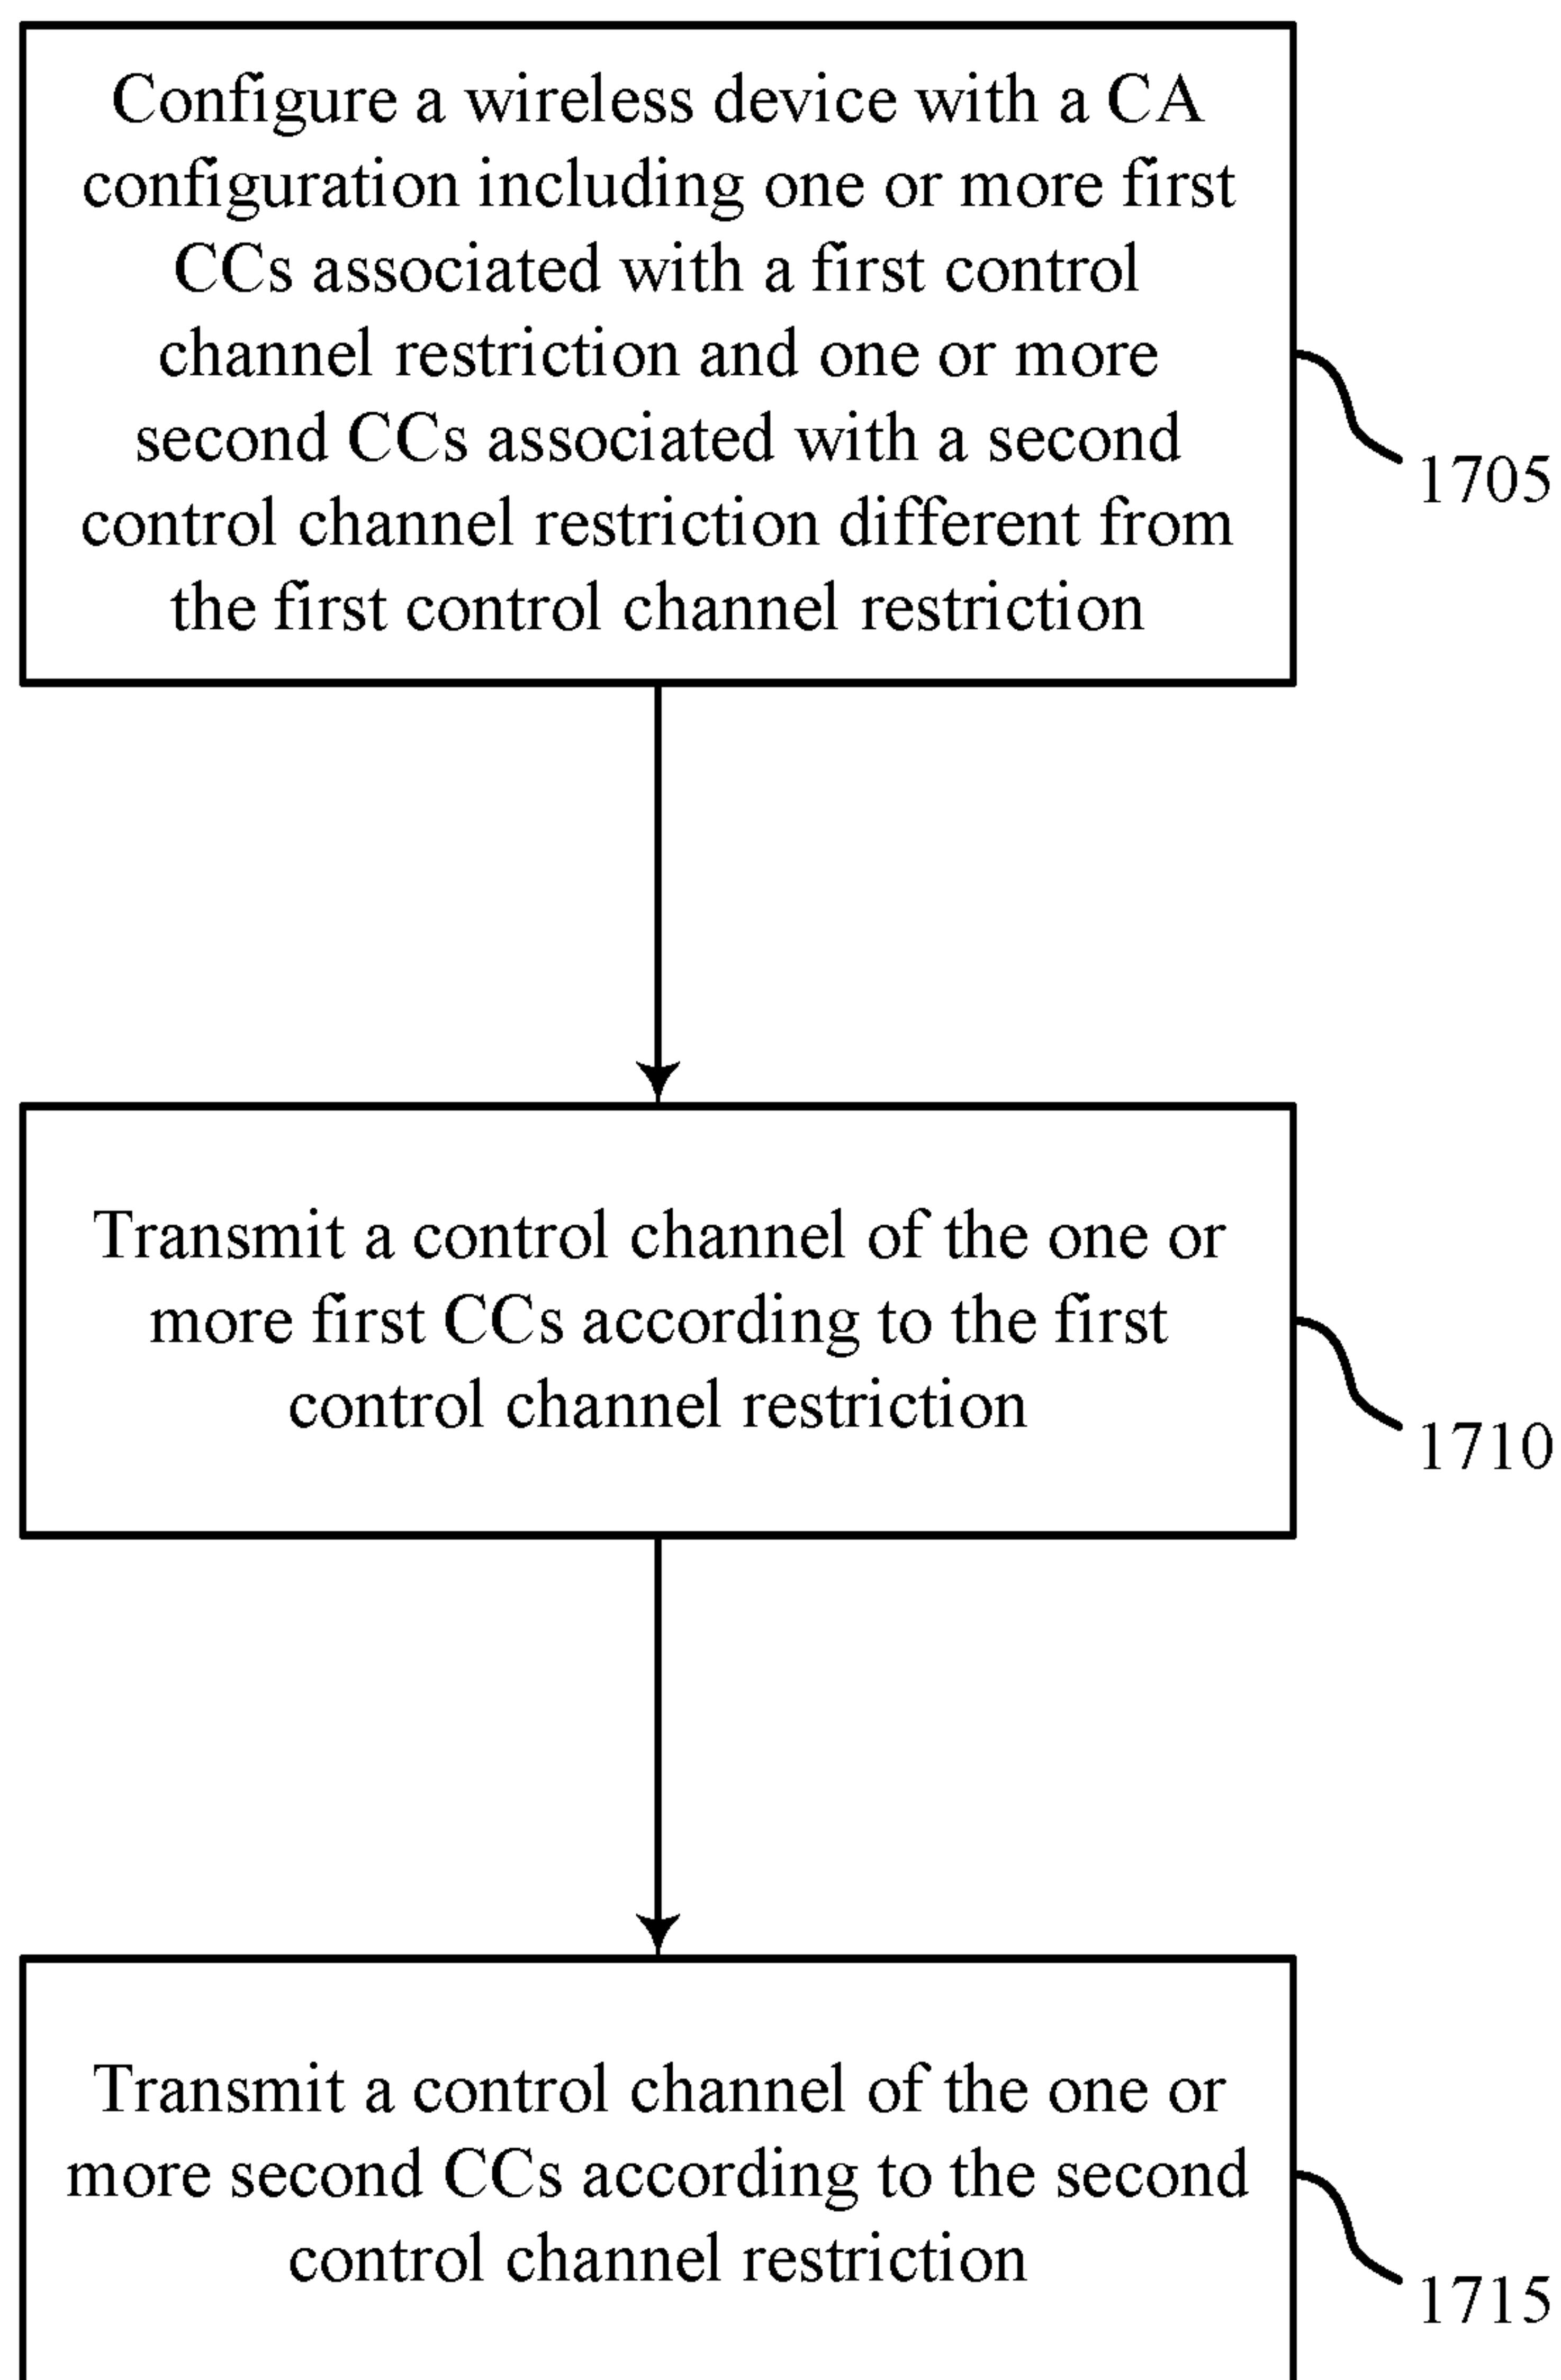 Configure a wireless device with a CA
configuration including one or more first
CCs associated with a first control
channel restriction and one or more
second CCs associated with a second
control channel restriction different from
the first control channel restriction
1705
Transmit a control channel of the one or
more first CCs according to the first
control channel restriction
1710
Transmit a control channel of the one or
more second CCs according to the second
control channel restriction
1715